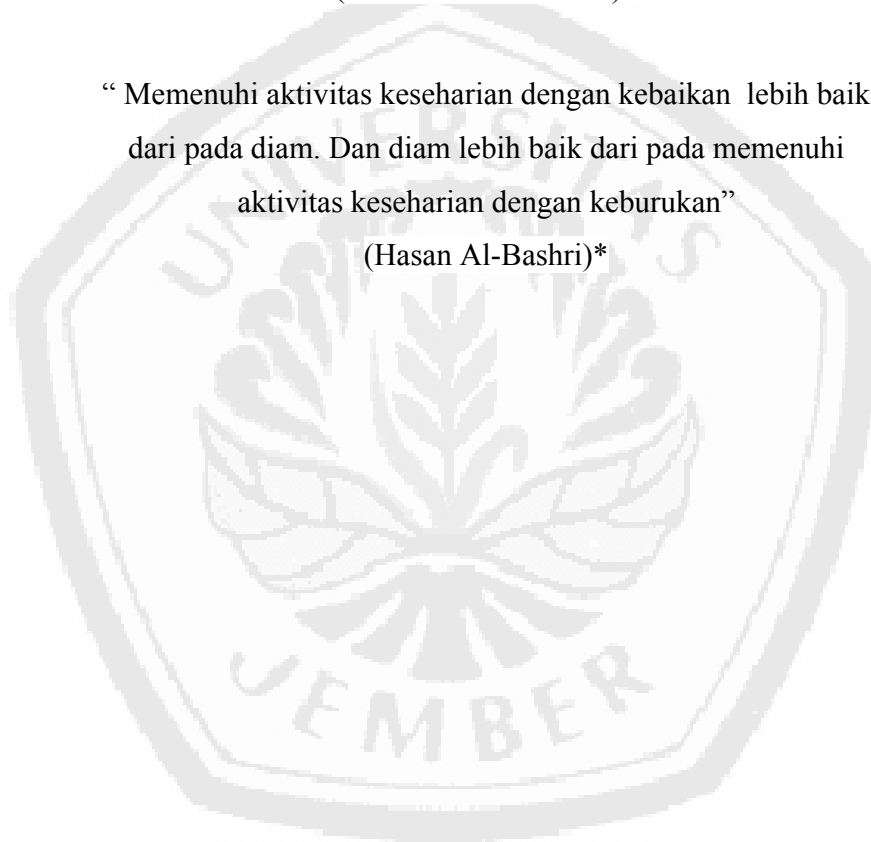 “ Memenuhi aktivitas keseharian dengan kebaikan  lebih baik
dari pada diam. Dan diam lebih baik dari pada memenuhi
aktivitas keseharian dengan keburukan”
(Hasan Al-Bashri)*
UNIVERSITAS
JEMBER